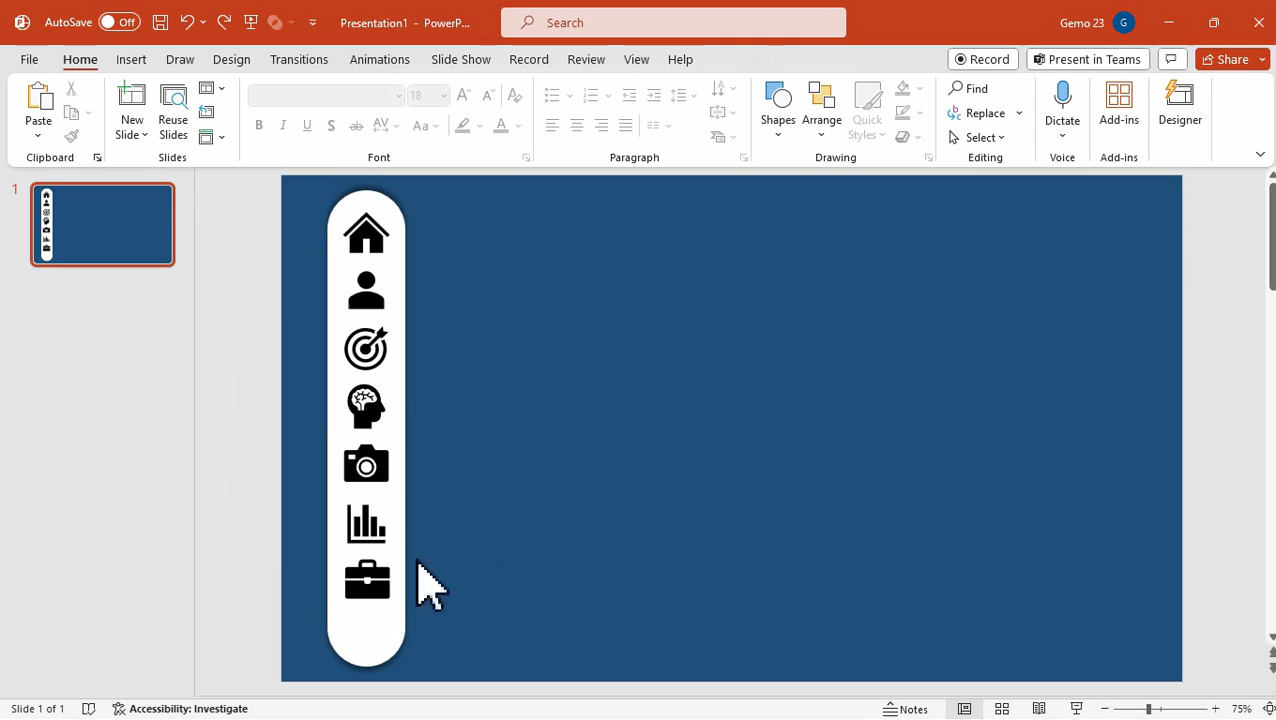 AutoSave Off Presentation1 - PowerP... Search Gemo 23 G
File Home Insert Draw Design Transitions Animations Slide Show Record Review View Help Record Present in Teams Share
Paste New Slide Reuse Slides 18 B I U S ab AV Aa A Shapes Arrange Quick Styles Find Replace Select Dictate Add-ins Designer
Clipboard Slides Font Paragraph Drawing Editing Voice Add-ins
1
Slide 1 of 1 Accessibility: Investigate Notes 75%